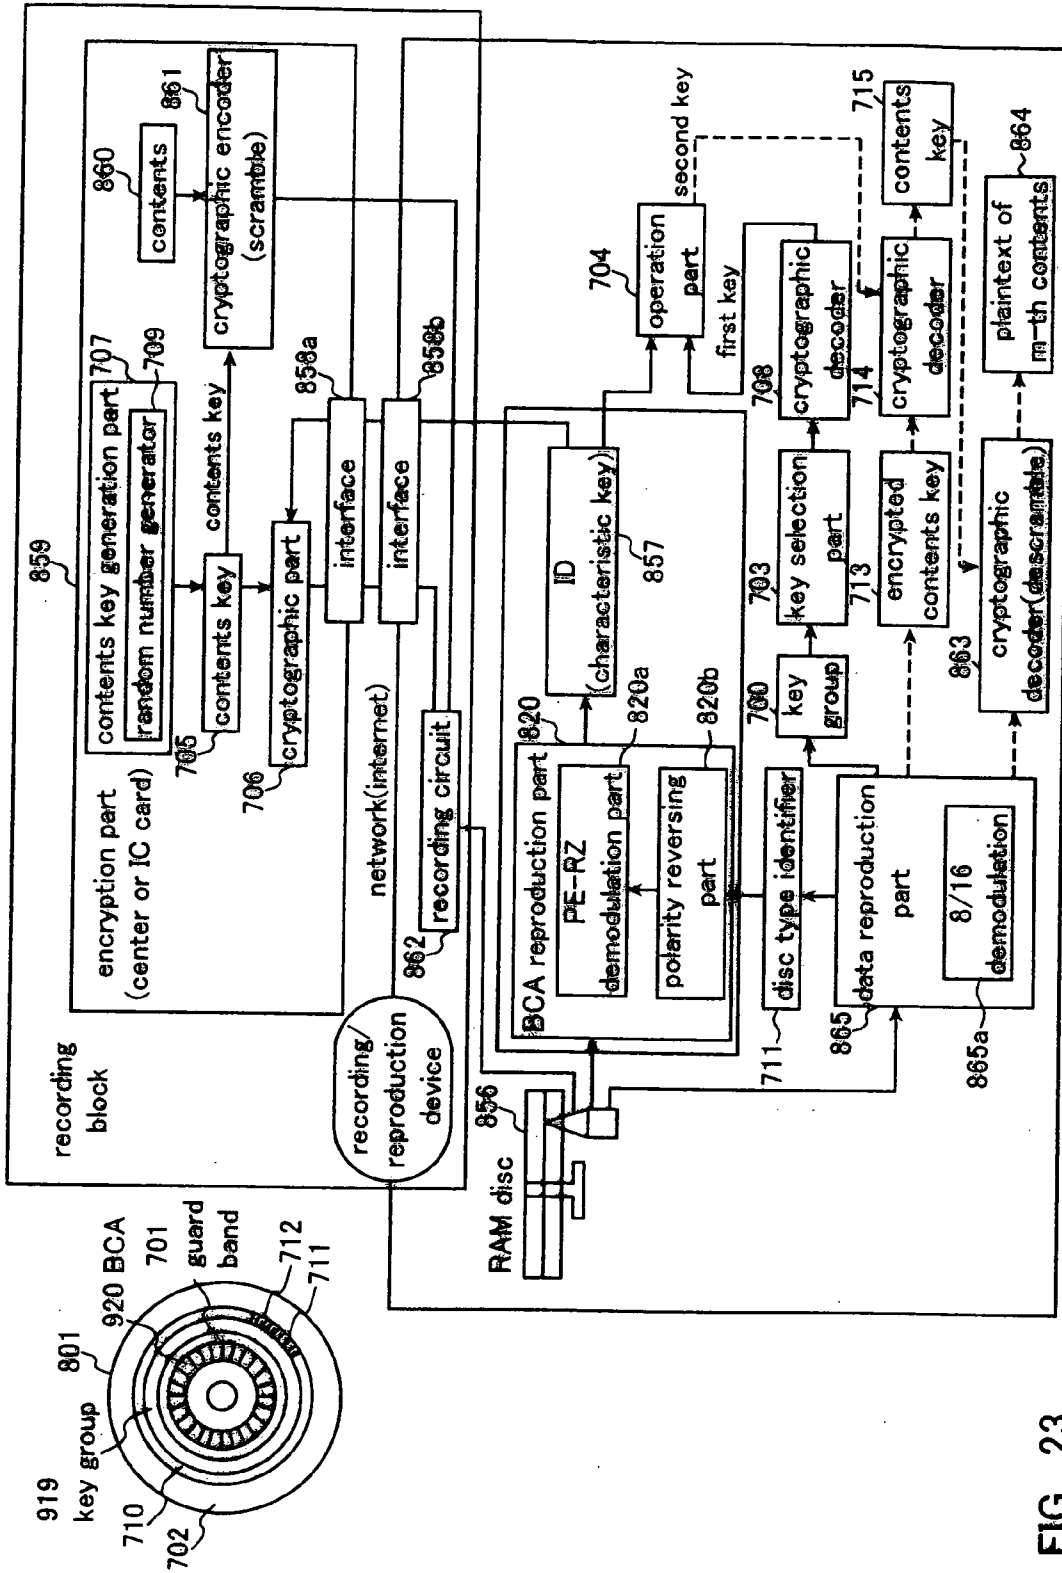 FIG. 23
919
key group
801
920 BCA
701
guard
band
712
711
710
702
recording
block
859
encryption part
(center or IC card)
contents key generation part
707
random number generator
709
860
contents
861
cryptographic encoder
(scramble)
contents key
705
contents key
706
cryptographic part
858a
interface
858b
interface
network(internet)
recording/
reproduction
device
862
recording circuit
856
RAM disc
820
BCA reproduction part
820a
PE-RZ
demodulation part
820b
polarity reversing
part
ID
(characteristic key)
857
704
operation
part
second key
first key
711
disc type identifier
700
key
group
703
key selection
part
708
cryptographic
decoder
713
encrypted
contents key
714
cryptographic
decoder
715
contents
key
865
data reproduction
part
865a
8/16
demodulation
863
cryptographic
decoder(descramble)
864
plaintext of
m-th contents